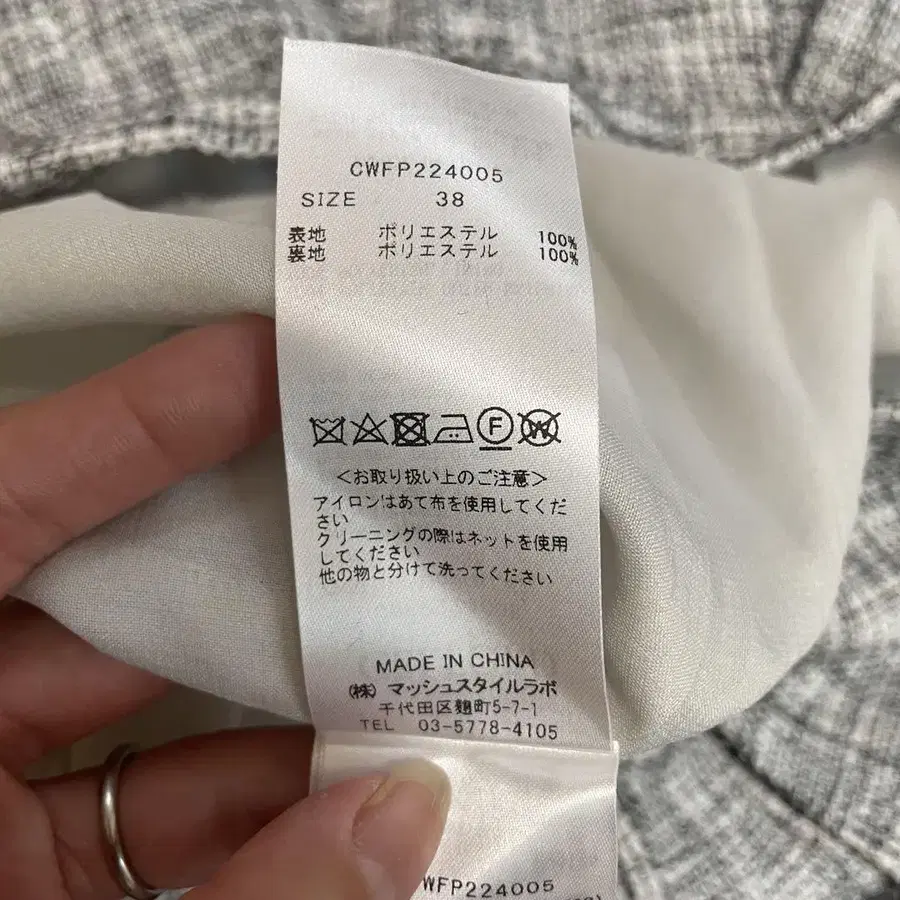 CWFP224005
SIZE 38
表地 ポリエステル 100%
裏地 ポリエステル 100%
F W
<お取り扱い上のご注意>
アイロンはあて布を使用してくだ
さい
クリーニングの際はネットを使用
してください
他の物と分けて洗ってください
MADE IN CHINA
(株) マッシュスタイルラボ
千代田区麹町5-7-1
TEL 03-5778-4105
WFP224005